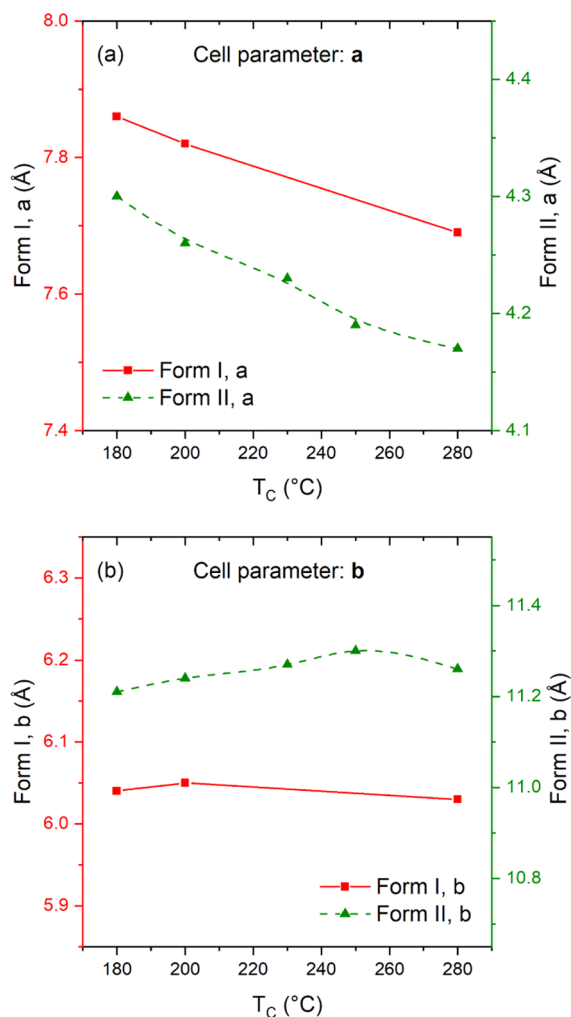 (a) Cell parameter: a
8.0
7.8
7.6
7.4
Form I, a (Å)
4.4
4.3
4.2
4.1
Form II, a (Å)
Form I, a
Form II, a
180 200 220 240 260 280
T_C (°C)
(b) Cell parameter: b
6.3
6.2
6.1
6.0
5.9
Form I, b (Å)
11.4
11.2
11.0
10.8
Form II, b (Å)
Form I, b
Form II, b
180 200 220 240 260 280
T_C (°C)